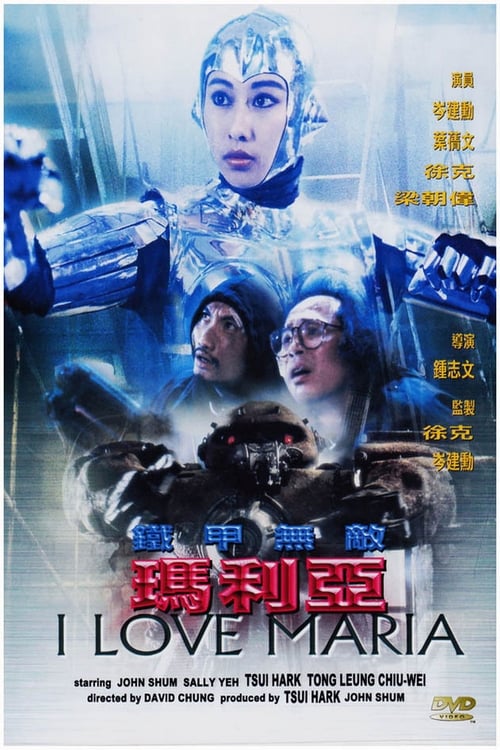 演員
岑建勳
葉蒨文
徐克
梁朝偉
導演
鍾志文
監製
徐克
岑建勳
鐵甲無敵
瑪利亞
I LOVE MARIA
starring JOHN SHUM SALLY YEH TSUI HARK TONG LEUNG CHIU-WEI
directed by DAVID CHUNG produced by TSUI HARK JOHN SHUM
DVD
VIDEO